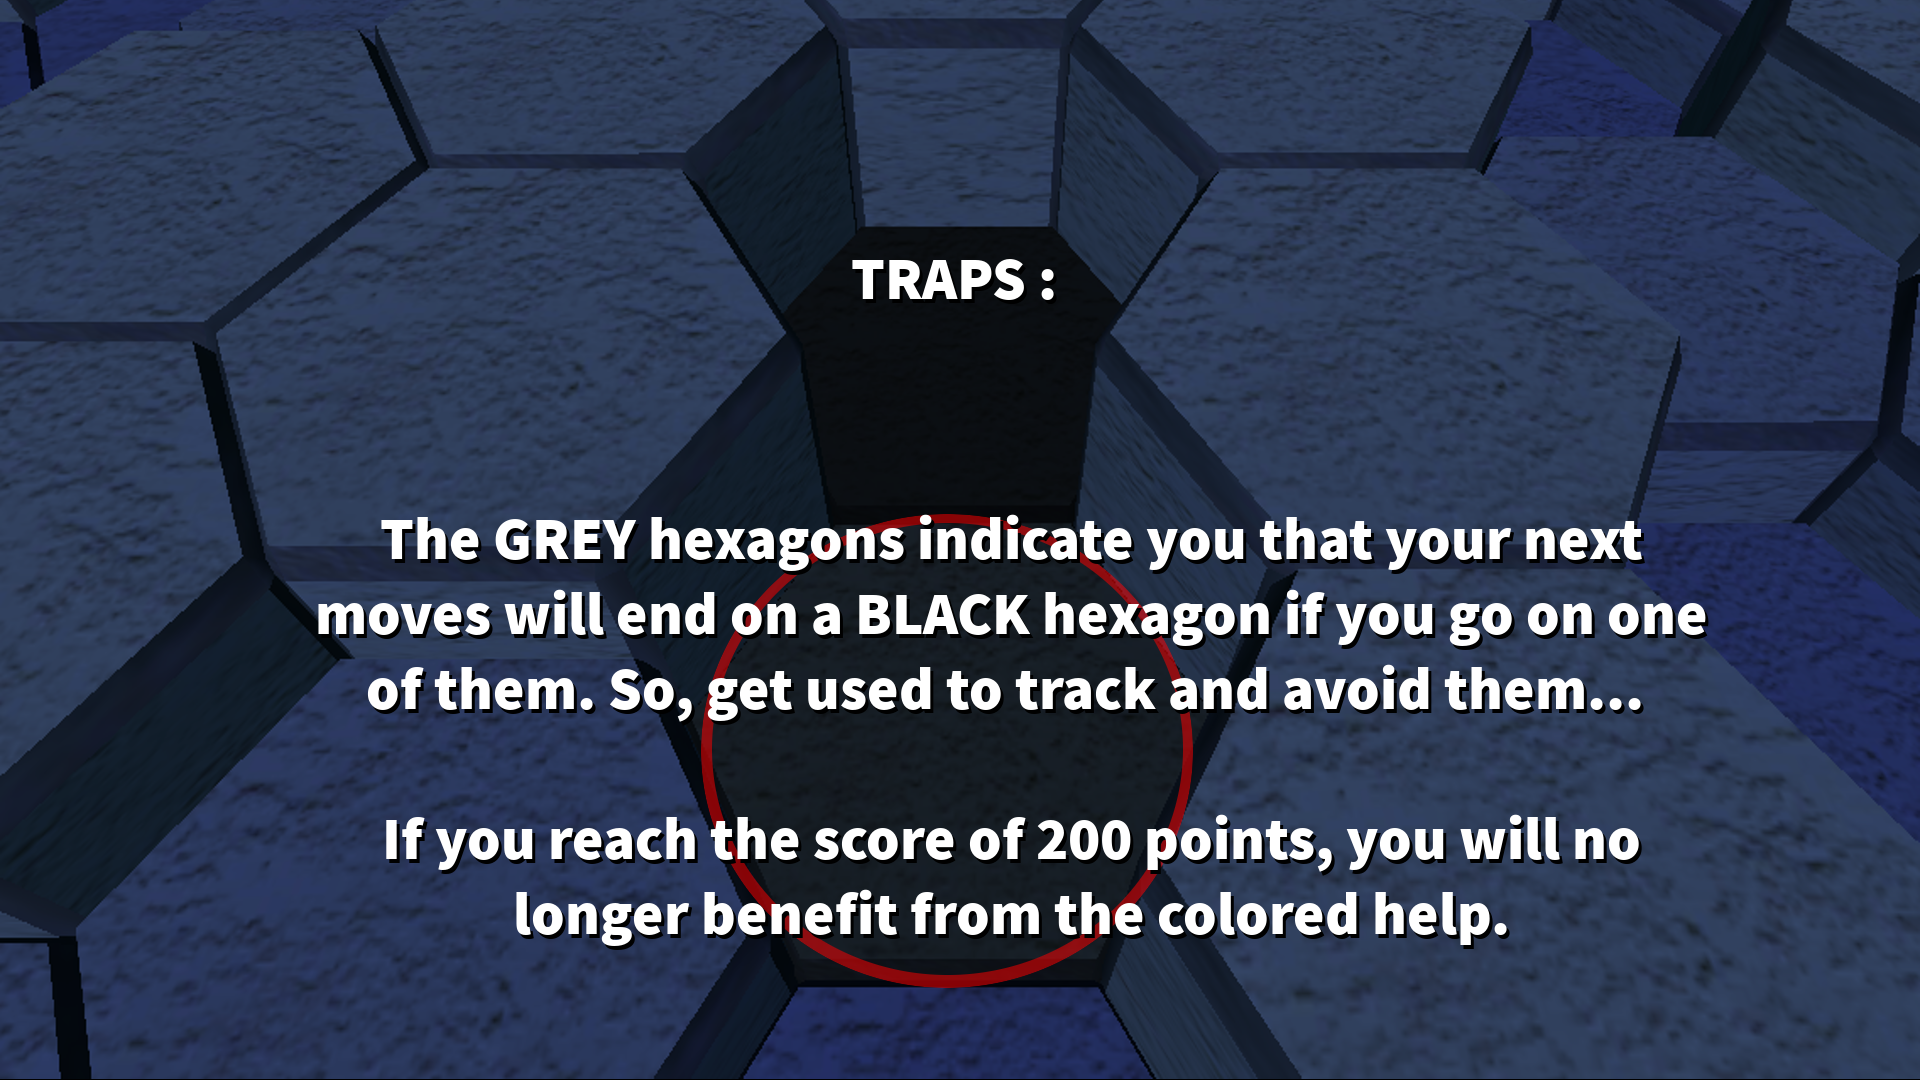 TRAPS :
The GREY hexagons indicate you that your next
moves will end on a BLACK hexagon if you go on one
of them. So, get used to track and avoid them...
If you reach the score of 200 points, you will no
longer benefit from the colored help.